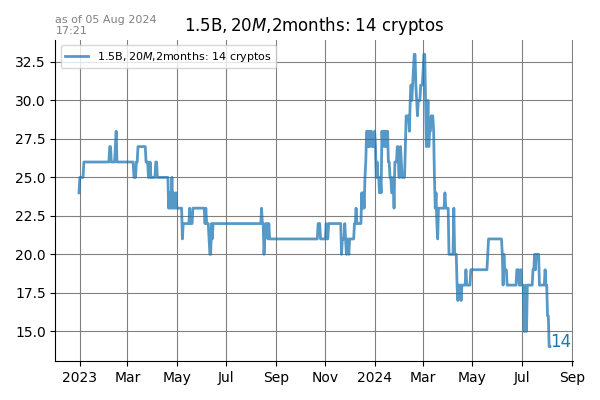 as of 05 Aug 2024
17:21
1.5B, 20M,2months: 14 cryptos
1.5B, 20M,2months: 14 cryptos
32.5
30.0
27.5
25.0
22.5
20.0
17.5
15.0
14
2023 Mar May Jul Sep Nov 2024 Mar May Jul Sep